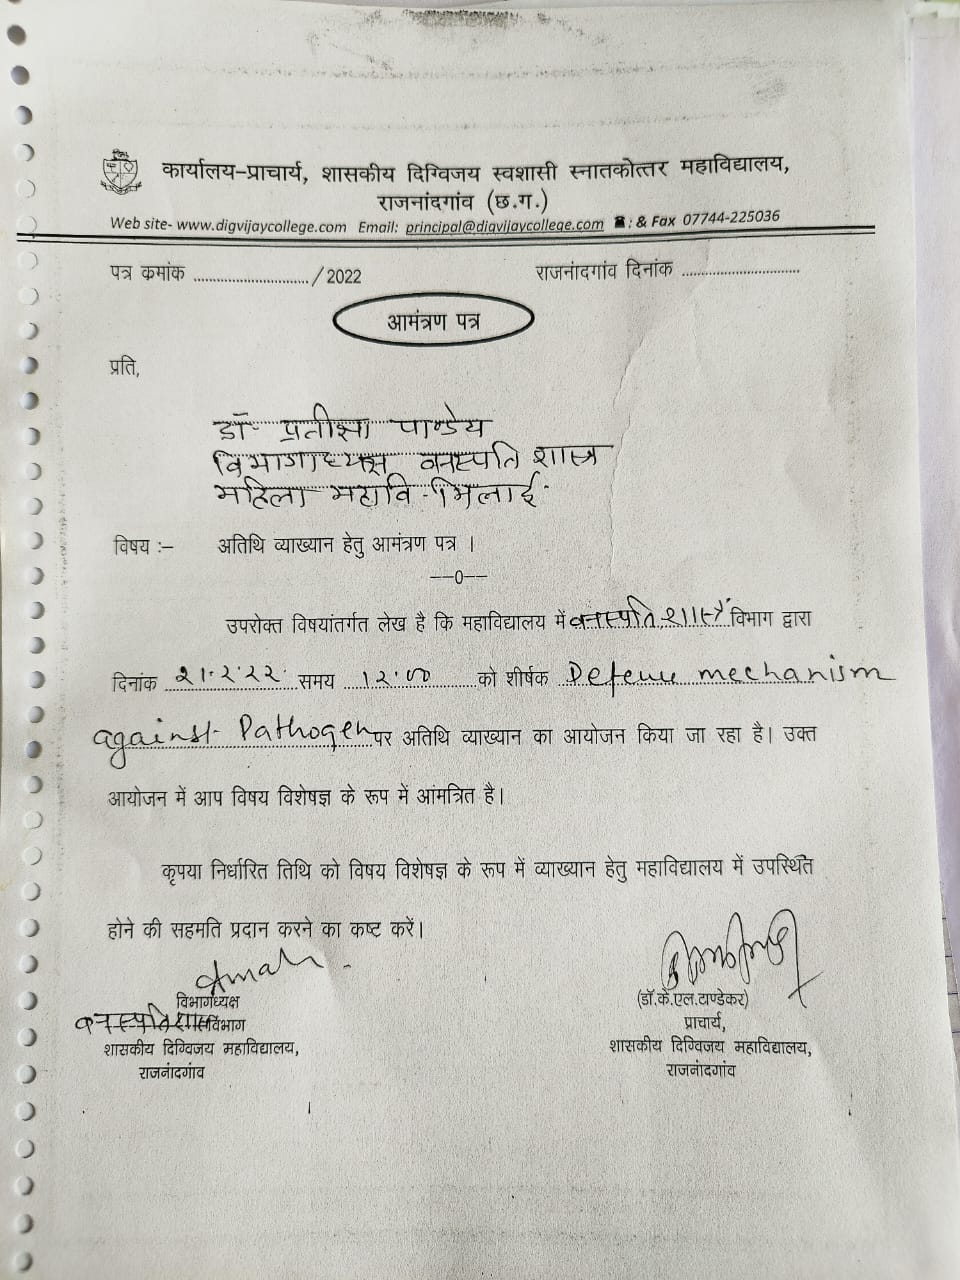 कार्यालय-प्राचार्य, शासकीय दिग्विजय स्वशासी स्नातकोत्तर महाविद्यालय,
राजनांदगांव (छ.ग.)
Web site- www.digvijaycollege.com Email: principal@digvijaycollege.com ☎: & Fax 07744-225036
पत्र कमांक ............................. / 2022 राजनांदगांव दिनांक ..............................
आमंत्रण पत्र
प्रति,
डॉ प्रतीक्षा पाण्डेय
विभागाध्यक्ष वनस्पति शास्त्र
महिला महावि-भिलाई
विषय :– अतिथि व्याख्यान हेतु आमंत्रण पत्र ।
––0––
उपरोक्त विषयांतर्गत लेख है कि महाविद्यालय में वनस्पति शास्त्र विभाग द्वारा
दिनांक 21.2.22 समय 12.00 को शीर्षक Defence mechanism
against Pathogen पर अतिथि व्याख्यान का आयोजन किया जा रहा है। उक्त
आयोजन में आप विषय विशेषज्ञ के रूप में आंमत्रित है।
कृपया निर्धारित तिथि को विषय विशेषज्ञ के रूप में व्याख्यान हेतु महाविद्यालय में उपस्थित
होने की सहमति प्रदान करने का कष्ट करें।
विभागध्यक्ष (डॉ.के.एल.टाण्डेकर)
वनस्पति शास्त्र विभाग प्राचार्य,
शासकीय दिग्विजय महाविद्यालय, शासकीय दिग्विजय महाविद्यालय,
राजनांदगांव राजनांदगांव